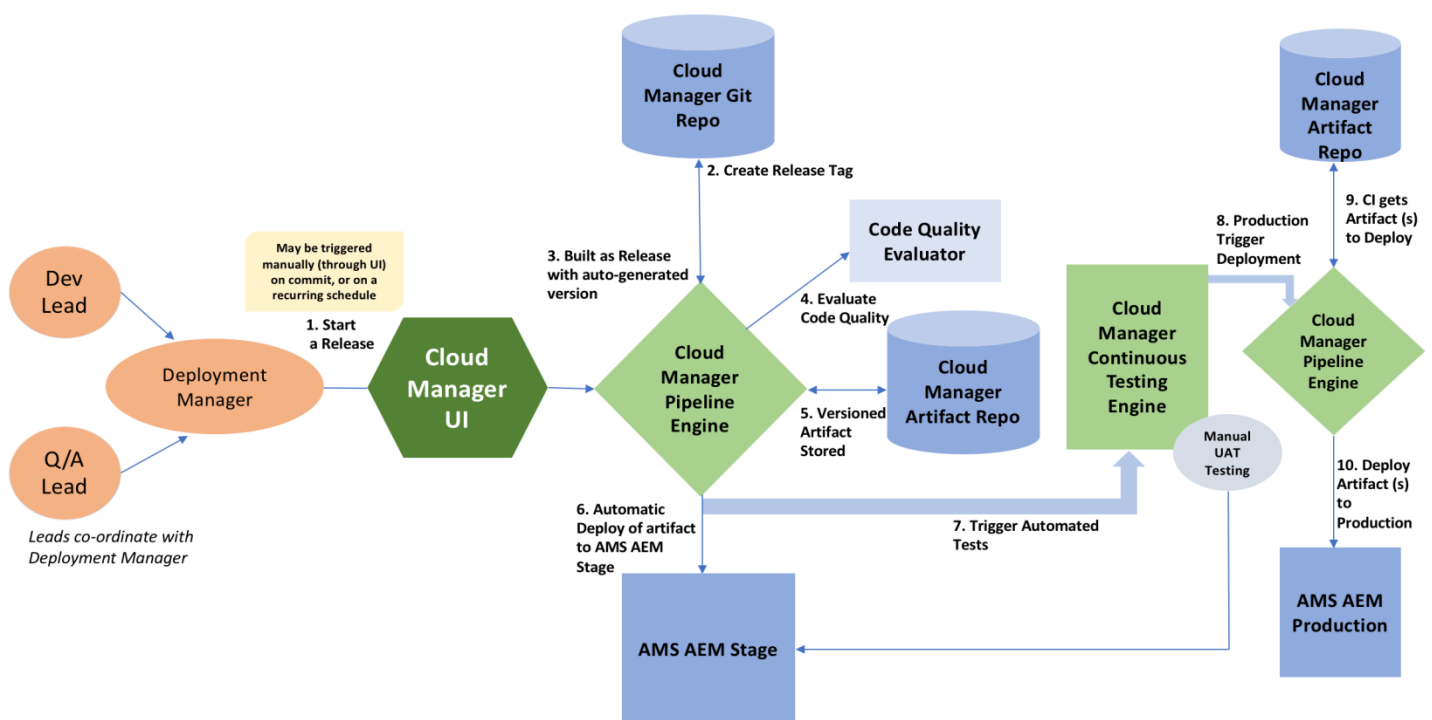 Cloud
Manager Git
Repo
Cloud
Manager
Artifact
Repo
2. Create Release Tag
9. CI gets
Artifact (s)
to Deploy
8. Production
Trigger
Deployment
Code Quality
Evaluator
May be triggered
manually (through UI)
on commit, or on a
recurring schedule
3. Built as Release
with auto-generated
version
Dev
Lead
4. Evaluate
Code Quality
1. Start
a Release
Cloud
Manager
UI
Cloud
Manager
Pipeline
Engine
Cloud
Manager
Artifact Repo
Cloud
Manager
Continuous
Testing
Engine
Cloud
Manager
Pipeline
Engine
Deployment
Manager
5. Versioned
Artifact
Stored
Q/A
Lead
Manual
UAT
Testing
10. Deploy
Artifact (s)
to
Production
Leads co-ordinate with
Deployment Manager
6. Automatic
Deploy of artifact
to AMS AEM
Stage
7. Trigger Automated
Tests
AMS AEM Stage
AMS AEM
Production